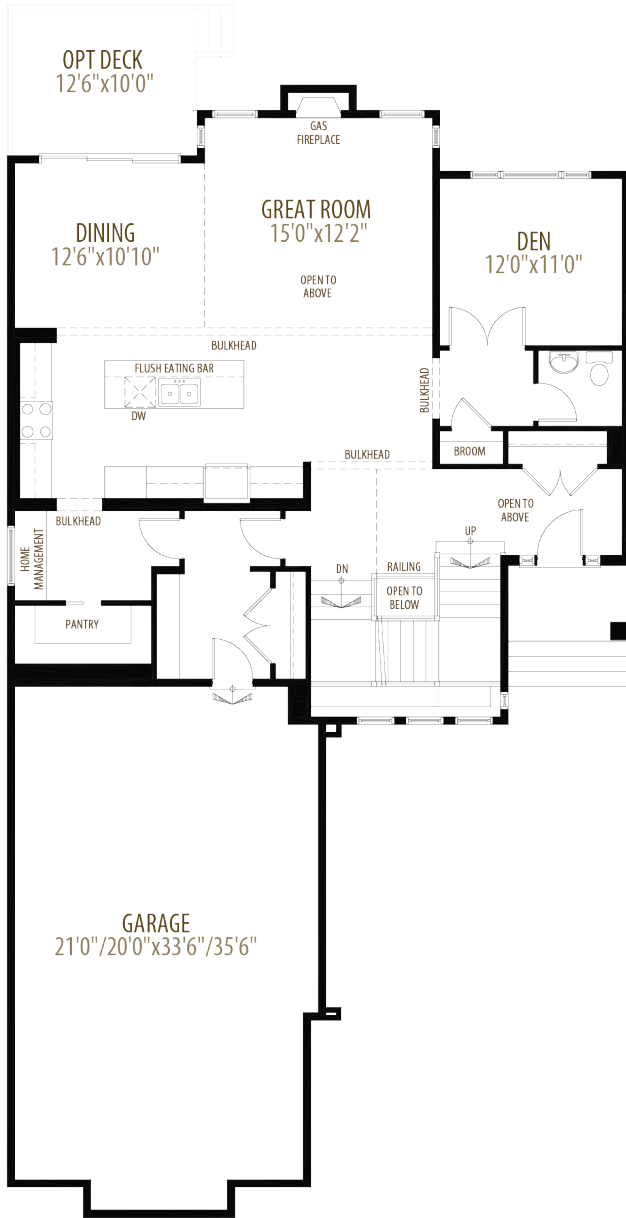 OPT DECK
12'6"x10'0"
GAS
FIREPLACE
GREAT ROOM
15'0"x12'2"
DINING
12'6"x10'10"
DEN
12'0"x11'0"
OPEN TO
ABOVE
BULKHEAD
FLUSH EATING BAR
DW
BULKHEAD
BROOM
BULKHEAD
OPEN TO
ABOVE
BULKHEAD
UP
HOME
MANAGEMENT
DN
RAILING
OPEN TO
BELOW
PANTRY
GARAGE
21'0"/20'0"x33'6"/35'6"